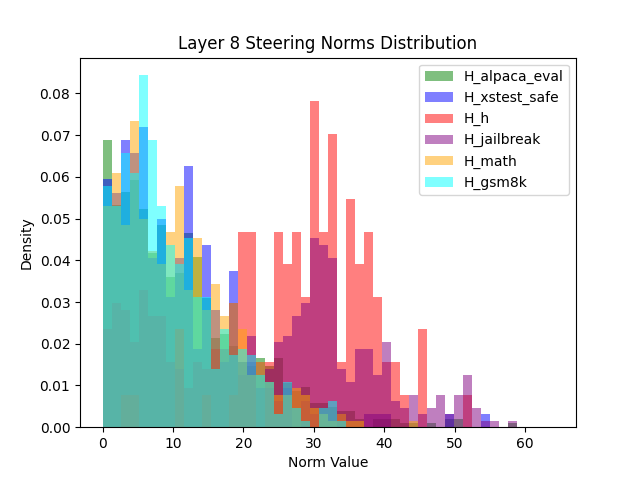 Layer 8 Steering Norms Distribution
H_alpaca_eval
H_xstest_safe
H_h
H_jailbreak
H_math
H_gsm8k
Density
0.08
0.07
0.06
0.05
0.04
0.03
0.02
0.01
0.00
0 10 20 30 40 50 60
Norm Value